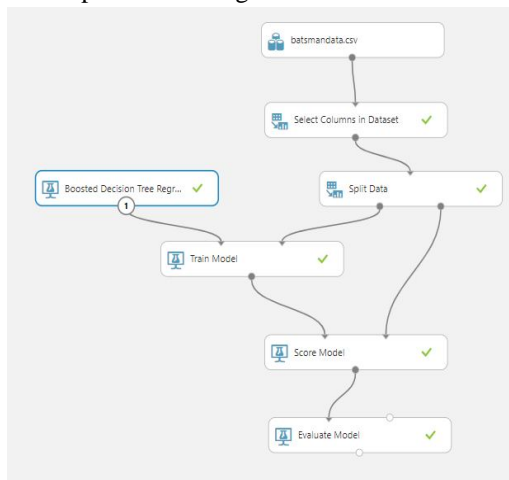 batsmandata.csv
Select Columns in Dataset
Boosted Decision Tree Regr...
Split Data
1
Train Model
Score Model
Evaluate Model